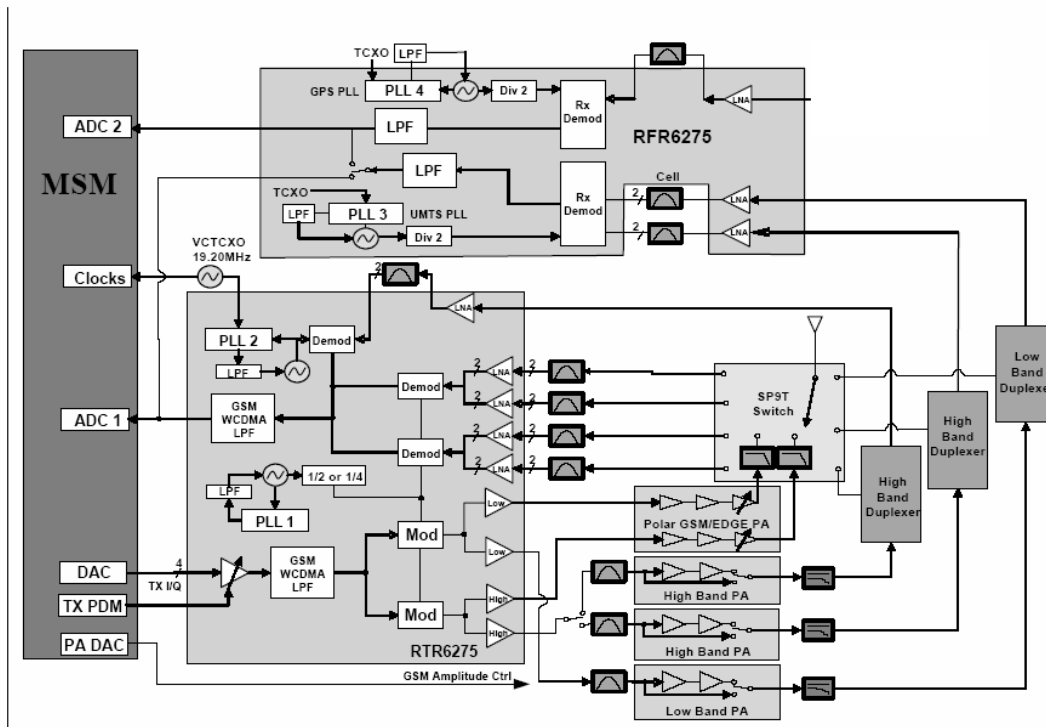 TCXO
LPF
GPS PLL
PLL 4
Div 2
Rx
Demod
LNA
RFR6275
ADC 2
LPF
MSM
LPF
Cell
TCXO
2
LNA
LPF
PLL 3
UMTS PLL
Rx
Demod
Div 2
2
LNA
VCTCXO
19.20MHz
Clocks
2
LNA
PLL 2
Demod
LPF
2
LNA
2
Demod
LNA
2
2
SP9T
Switch
Low
Band
Duplexer
ADC 1
GSM
WCDMA
LPF
2
LNA
2
Demod
2
LNA
2
High
Band
Duplexer
High
Band
Duplexer
1/2 or 1/4
LPF
PLL 1
Low
Polar GSM/EDGE PA
Mod
Low
DAC
4
TX I/Q
GSM
WCDMA
LPF
TX PDM
High
High Band PA
Mod
High
High Band PA
PA DAC
RTR6275
GSM Amplitude Ctrl
Low Band PA